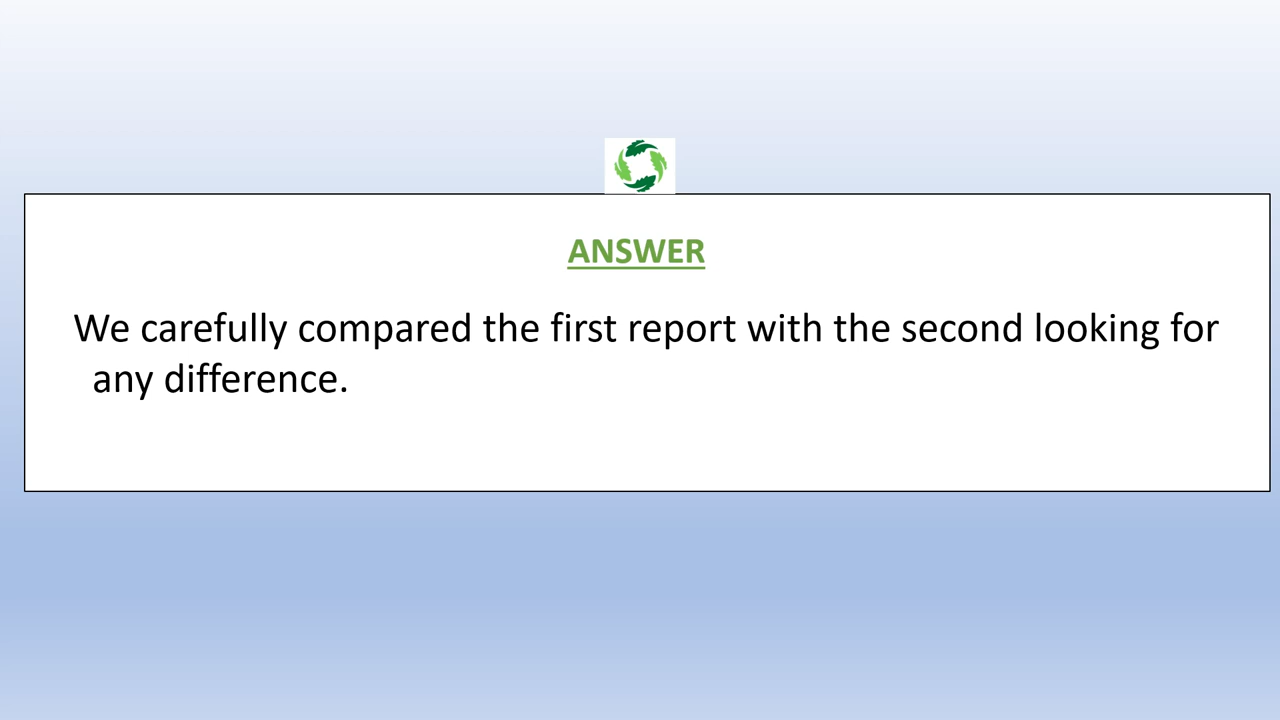 ANSWER
We carefully compared the first report with the second looking for
any difference.